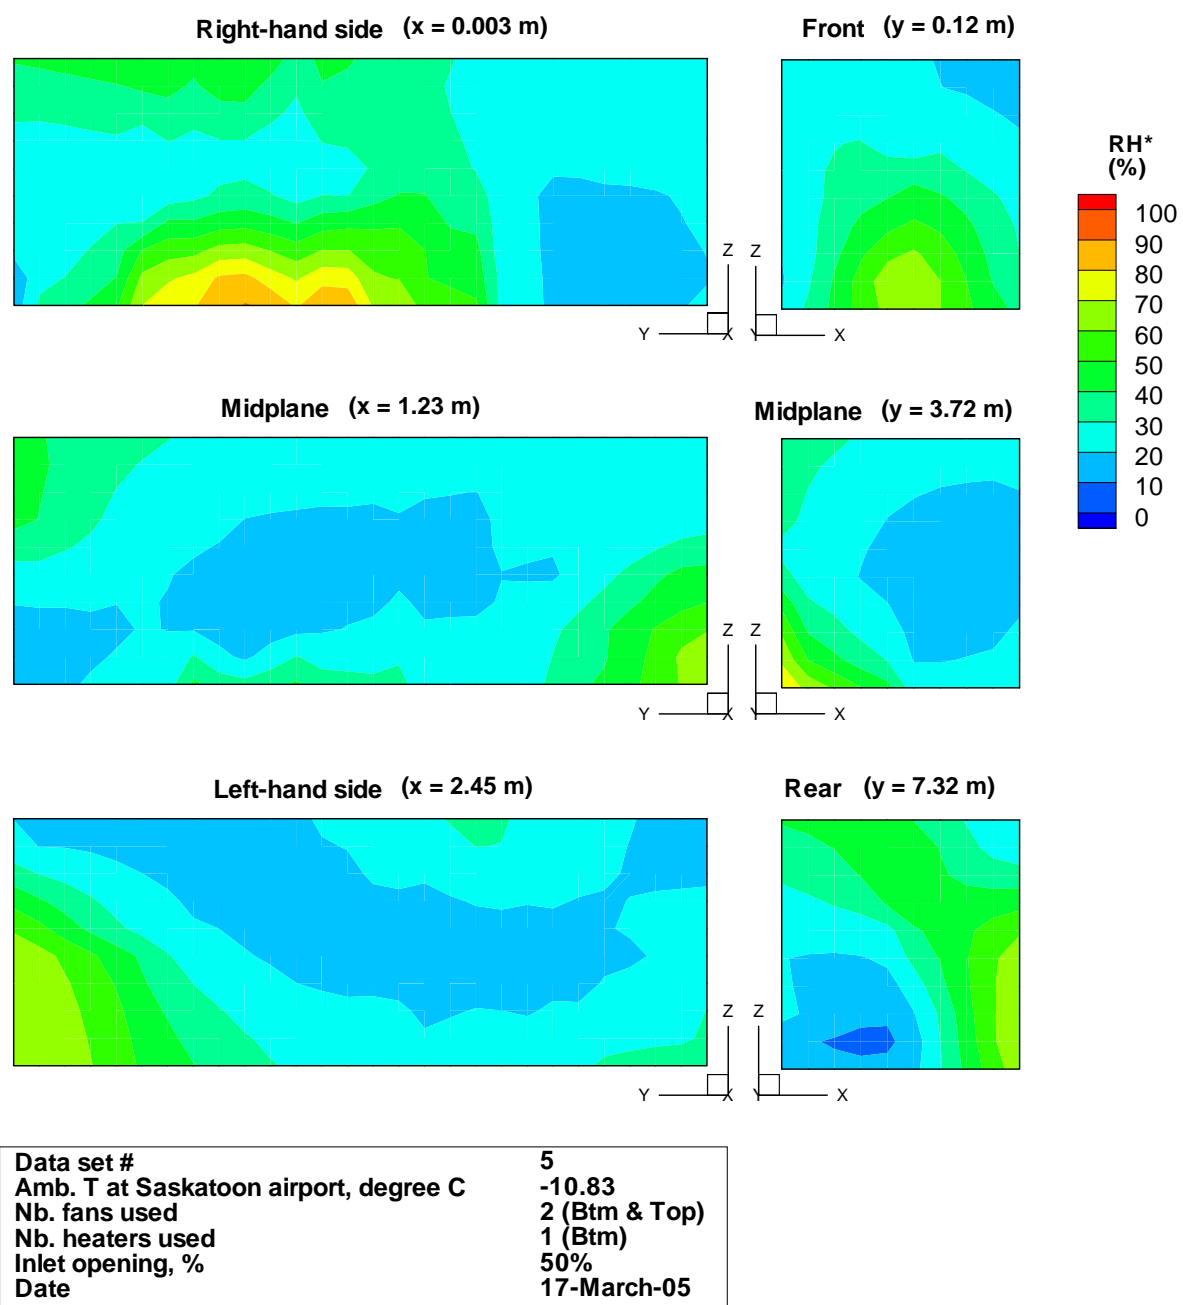 Right-hand side (x = 0.003 m)
Front (y = 0.12 m)
RH*
(%)
100
90
80
70
60
50
40
30
20
10
0
Z Z
Y X Y X
Midplane (x = 1.23 m)
Midplane (y = 3.72 m)
Z Z
Y X Y X
Left-hand side (x = 2.45 m)
Rear (y = 7.32 m)
Z Z
Y X Y X
Data set # 5
Amb. T at Saskatoon airport, degree C -10.83
Nb. fans used 2 (Btm & Top)
Nb. heaters used 1 (Btm)
Inlet opening, % 50%
Date 17-March-05